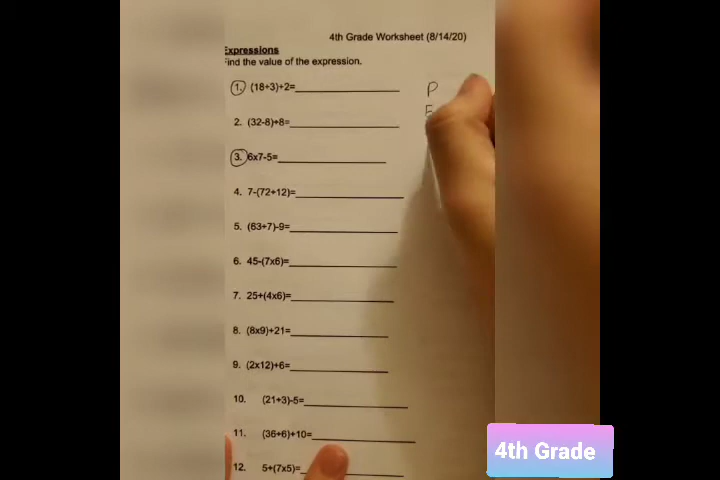 4th Grade Worksheet (8/14/20)
Expressions
Find the value of the expression.
1. (18÷3)+2=
2. (32-8)÷8=
3. 6x7-5=
4. 7-(72÷12)=
5. (63÷7)-9=
6. 45-(7x6)=
7. 25+(4x6)=
8. (8x9)+21=
9. (2x12)÷6=
10. (21÷3)-5=
11. (36÷6)+10=
12. 5+(7x5)=
P
E
4th Grade